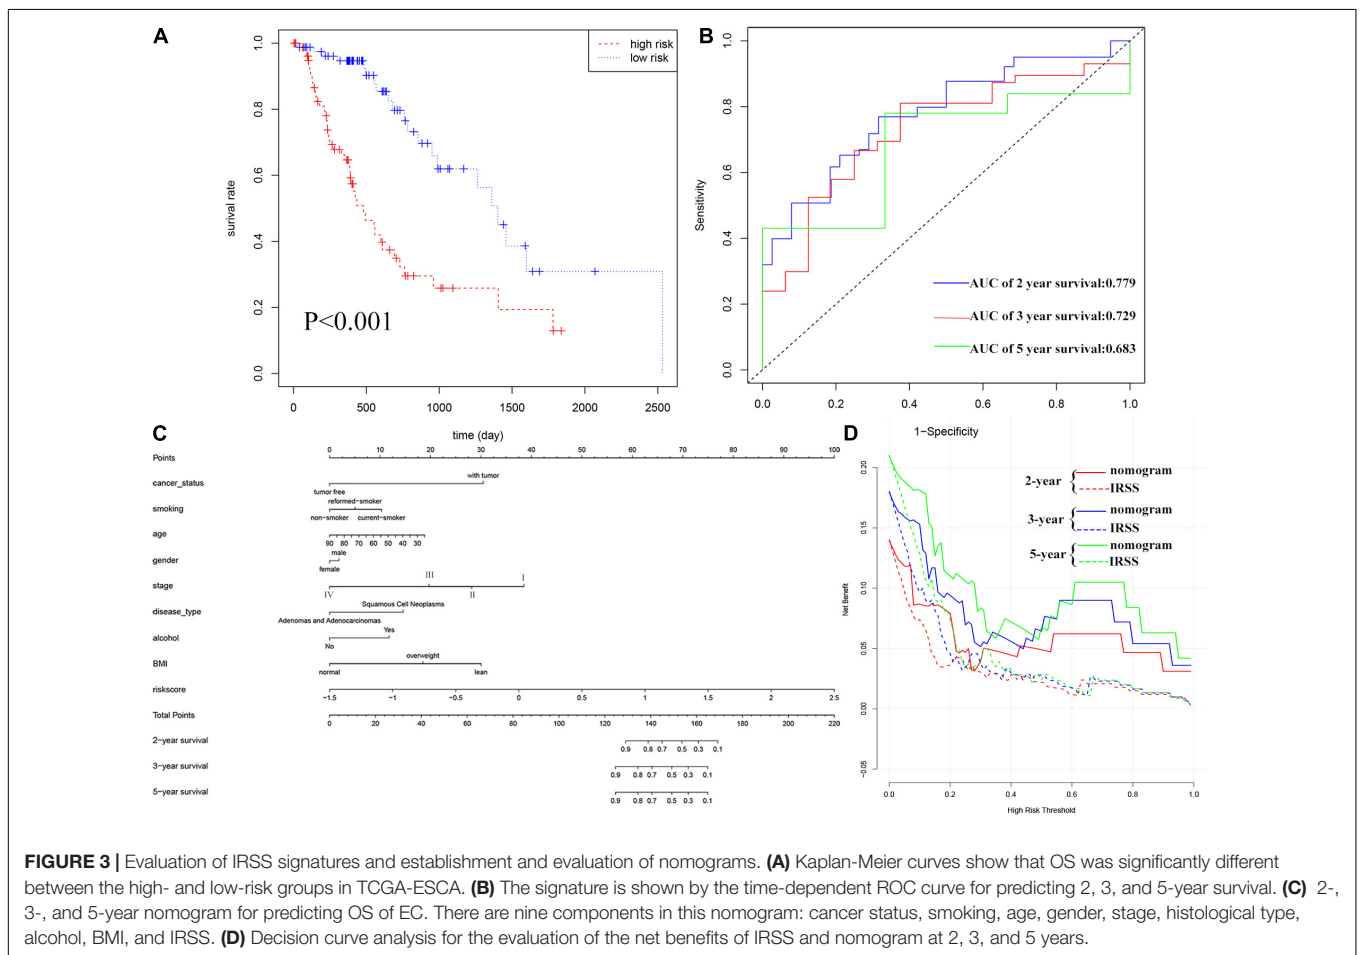 A
high risk
low risk
1.0
0.8
0.6
0.4
0.2
0.0
surival rate
P<0.001
0 500 1000 1500 2000 2500
time (day)
B
1.0
0.8
0.6
0.4
0.2
0.0
Sensitivity
AUC of 2 year survival:0.779
AUC of 3 year survival:0.729
AUC of 5 year survival:0.683
0.0 0.2 0.4 0.6 0.8 1.0
1-Specificity
C
0 10 20 30 40 50 60 70 80 90 100
Points
with tumor
cancer_status
tumor free
reformed-smoker
smoking
non-smoker current-smoker
age
90 80 70 60 50 40 30
male
gender
female
III I
stage
IV II
Squamous Cell Neoplasms
disease_type
Adenomas and Adenocarcinomas
Yes
alcohol
No
overweight
BMI
normal lean
riskscore
-1.5 -1 -0.5 0 0.5 1 1.5 2 2.5
Total Points
0 20 40 60 80 100 120 140 160 180 200 220
2-year survival
0.9 0.8 0.7 0.5 0.3 0.1
3-year survival
0.9 0.8 0.7 0.5 0.3 0.1
5-year survival
0.9 0.8 0.7 0.5 0.3 0.1
D
0.20
0.15
0.10
0.05
0.00
-0.05
Net Benefit
2-year { nomogram
IRSS
3-year { nomogram
IRSS
5-year { nomogram
IRSS
0.0 0.2 0.4 0.6 0.8 1.0
High Risk Threshold
FIGURE 3 | Evaluation of IRSS signatures and establishment and evaluation of nomograms. (A) Kaplan-Meier curves show that OS was significantly different
between the high- and low-risk groups in TCGA-ESCA. (B) The signature is shown by the time-dependent ROC curve for predicting 2, 3, and 5-year survival. (C) 2-,
3-, and 5-year nomogram for predicting OS of EC. There are nine components in this nomogram: cancer status, smoking, age, gender, stage, histological type,
alcohol, BMI, and IRSS. (D) Decision curve analysis for the evaluation of the net benefits of IRSS and nomogram at 2, 3, and 5 years.